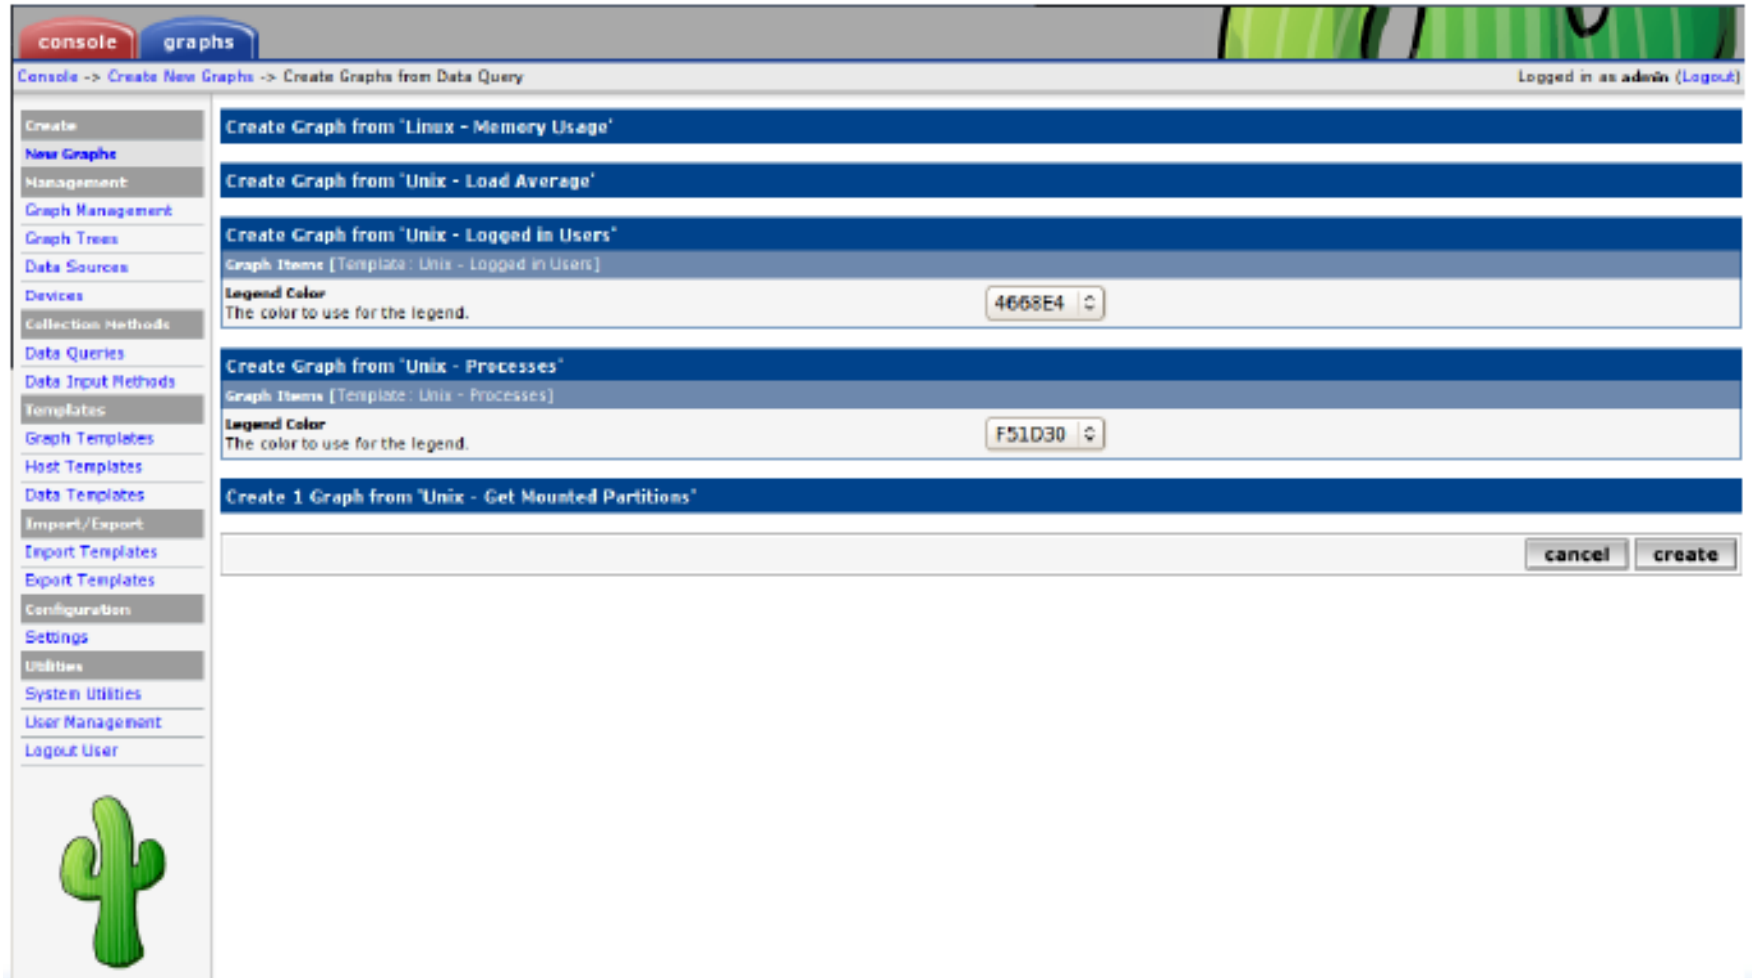 console graphs
Console -> Create New Graphs -> Create Graphs from Data Query
Logged in as admin (Logout)
Create
New Graphs
Management
Graph Management
Graph Trees
Data Sources
Devices
Collection Methods
Data Queries
Data Input Methods
Templates
Graph Templates
Host Templates
Data Templates
Import/Export
Import Templates
Export Templates
Configuration
Settings
Utilities
System Utilities
User Management
Logout User
Create Graph from 'Linux - Memory Usage'
Create Graph from 'Unix - Load Average'
Create Graph from 'Unix - Logged in Users'
Graph Items [Template: Unix - Logged in Users]
Legend Color
The color to use for the legend.
4668E4
Create Graph from 'Unix - Processes'
Graph Items [Template: Unix - Processes]
Legend Color
The color to use for the legend.
F51D30
Create 1 Graph from 'Unix - Get Mounted Partitions'
cancel create